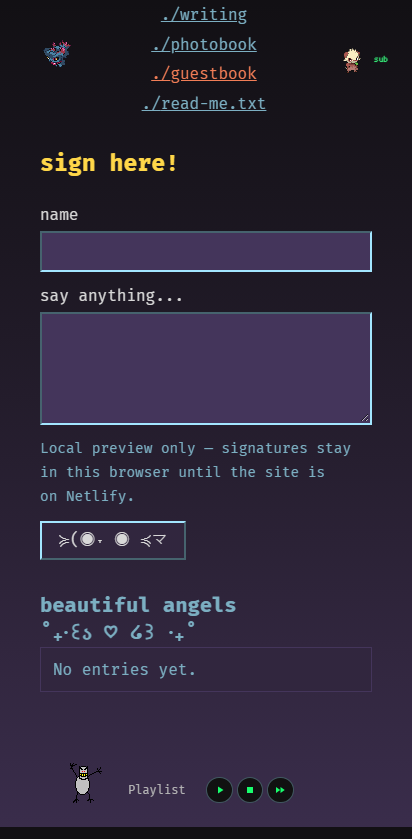 ./writing
./photobook
./guestbook
./read-me.txt
sub
sign here!
name
say anything...
Local preview only — signatures stay
in this browser until the site is
on Netlify.
⪼(◉. ◉ ⪻マ
beautiful angels
˚₊‧꒰ა ♡ ໒꒱ ‧₊˚
No entries yet.
Playlist